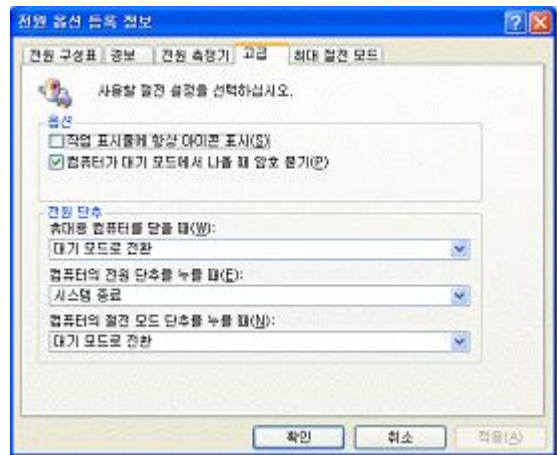 전원 옵션 등록 정보
전원 구성표 경보 전원 측정기 고급 최대 절전 모드
사용할 절전 설정을 선택하십시오.
옵션
작업 표시줄에 항상 아이콘 표시(S)
컴퓨터가 대기 모드에서 나올 때 암호 묻기(P)
전원 단추
휴대용 컴퓨터를 닫을 때(W):
대기 모드로 전환
컴퓨터의 전원 단추를 누를 때(E):
시스템 종료
컴퓨터의 절전 모드 단추를 누를 때(N):
대기 모드로 전환
확인 취소 적용(A)